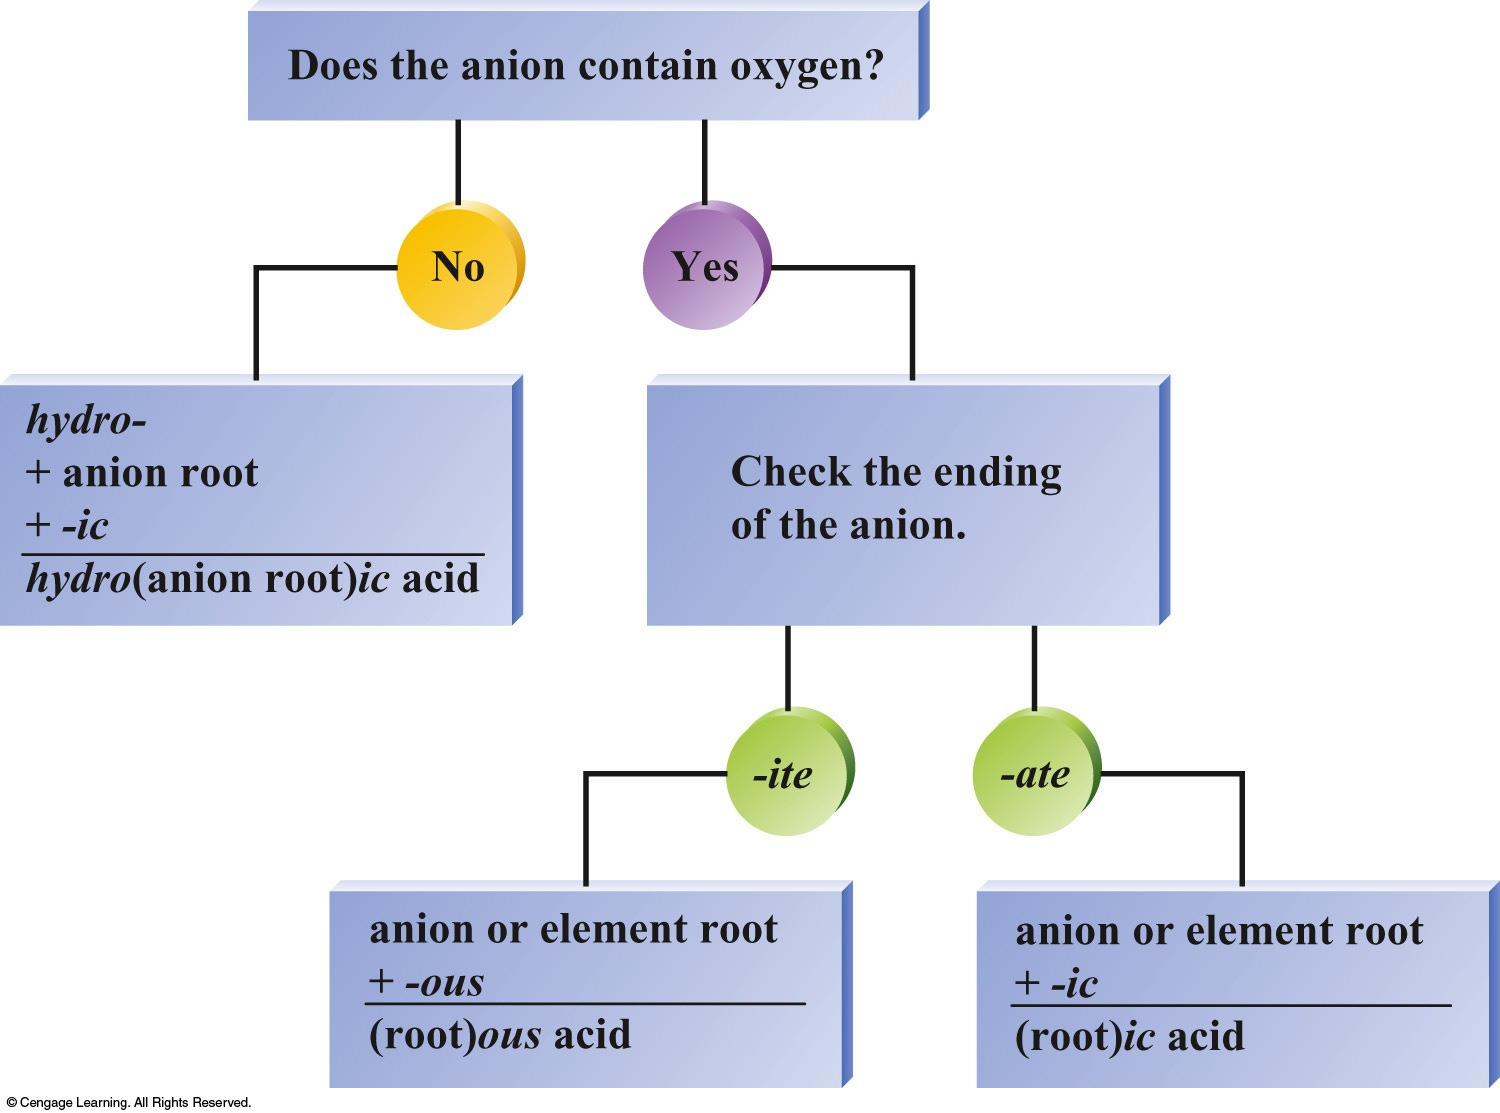 Does the anion contain oxygen?
No
Yes
hydro-
+ anion root
+ -ic
hydro(anion root)ic acid
Check the ending
of the anion.
-ite
-ate
anion or element root
+ -ous
(root)ous acid
anion or element root
+ -ic
(root)ic acid
© Cengage Learning. All Rights Reserved.